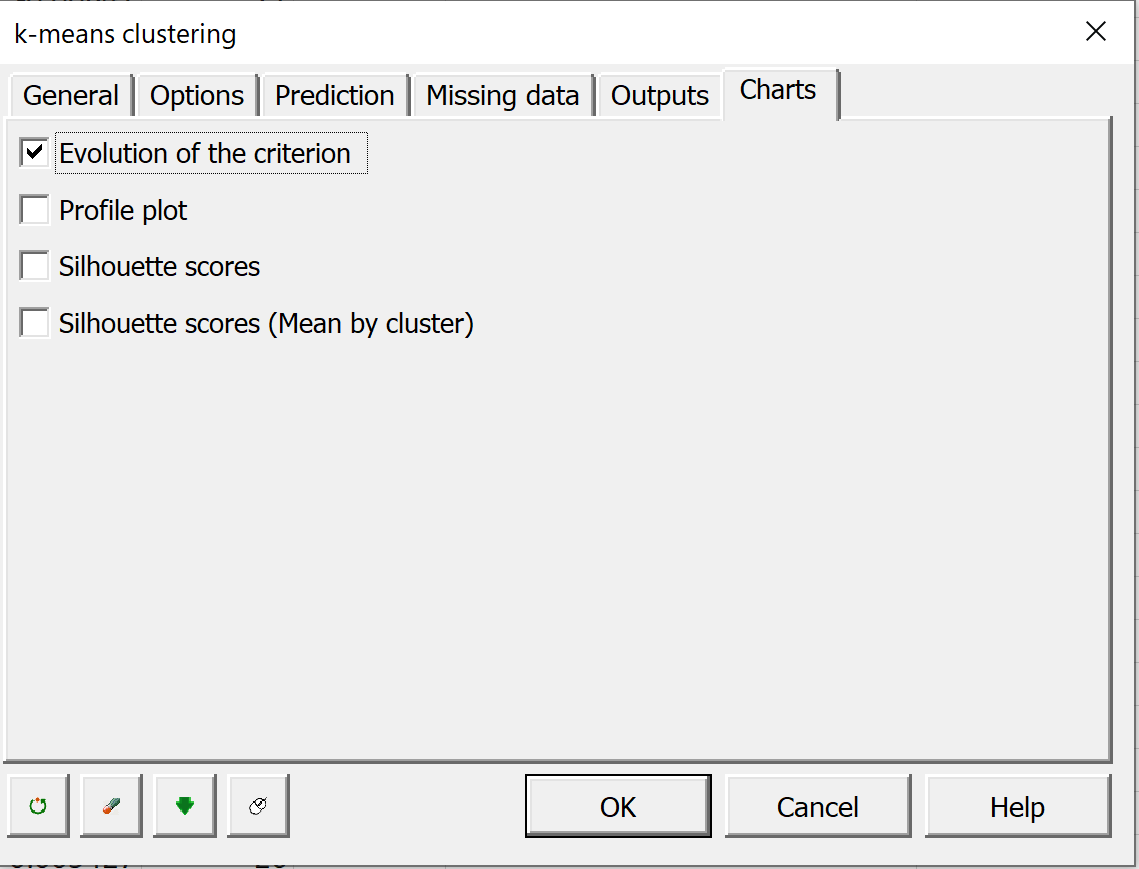 k-means clustering
General Options Prediction Missing data Outputs Charts
Evolution of the criterion
Profile plot
Silhouette scores
Silhouette scores (Mean by cluster)
OK Cancel Help